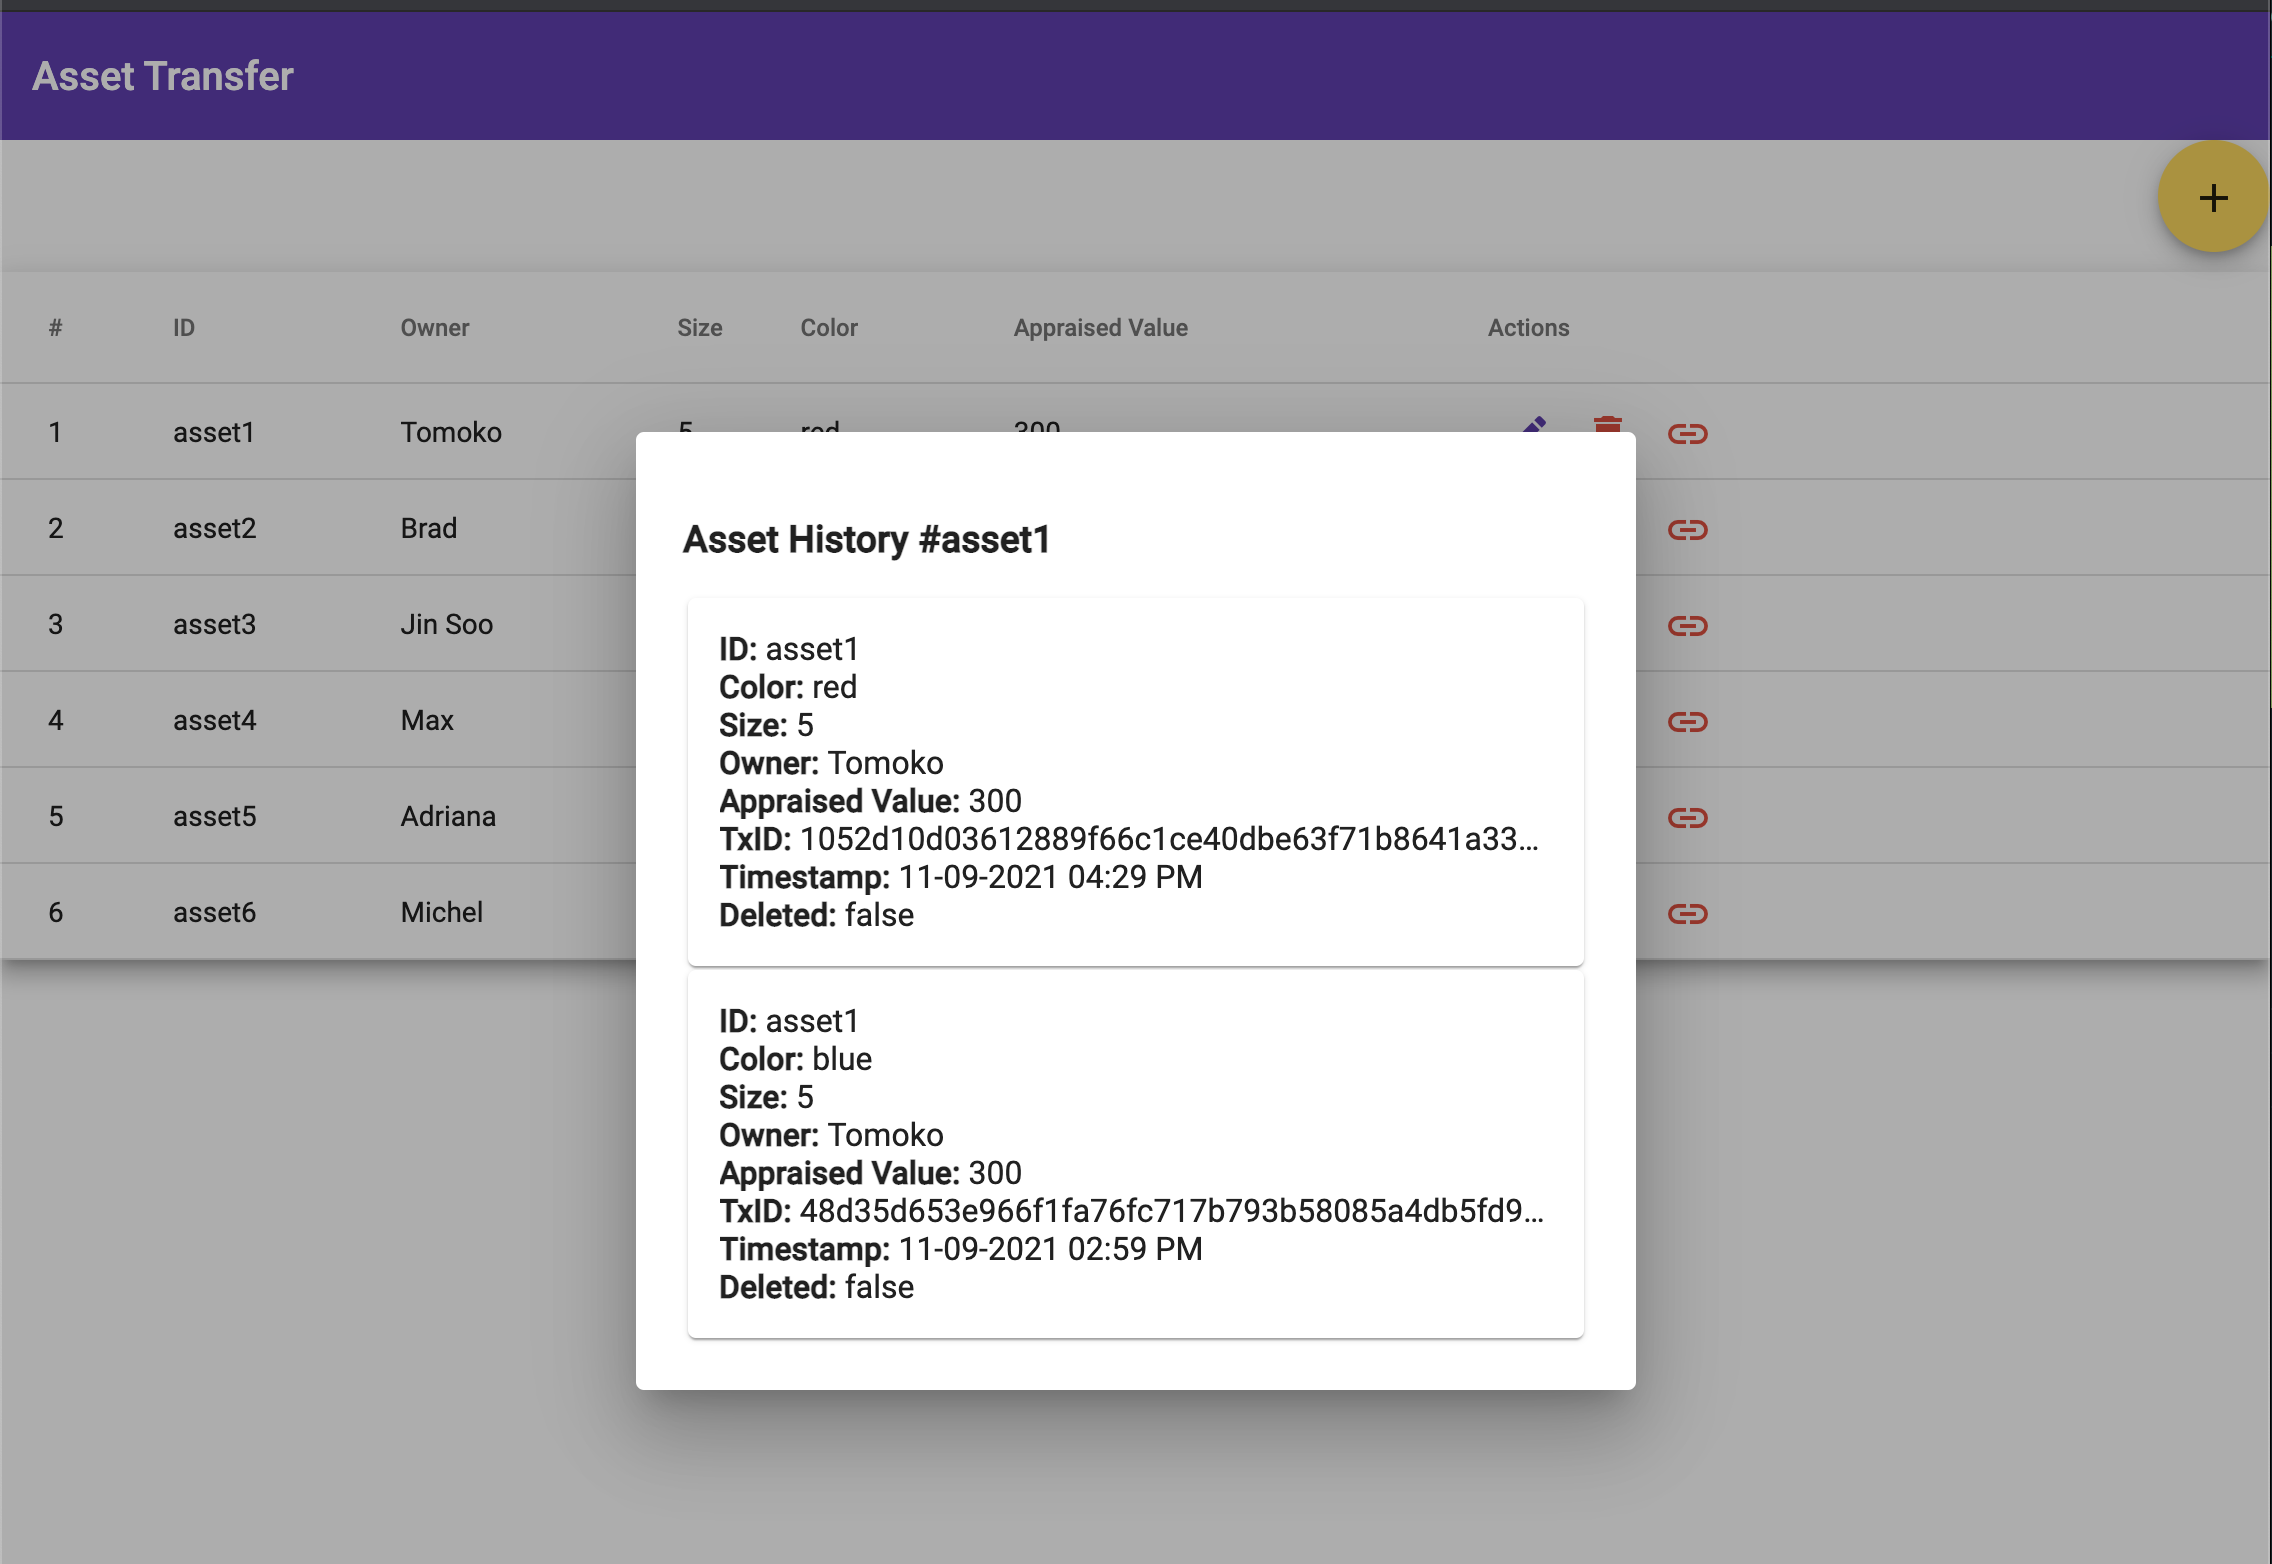 Asset Transfer
+
# ID Owner Size Color Appraised Value Actions
1 asset1 Tomoko 5 red 300
2 asset2 Brad
3 asset3 Jin Soo
4 asset4 Max
5 asset5 Adriana
6 asset6 Michel
Asset History #asset1
ID: asset1
Color: red
Size: 5
Owner: Tomoko
Appraised Value: 300
TxID: 1052d10d03612889f66c1ce40dbe63f71b8641a33...
Timestamp: 11-09-2021 04:29 PM
Deleted: false
ID: asset1
Color: blue
Size: 5
Owner: Tomoko
Appraised Value: 300
TxID: 48d35d653e966f1fa76fc717b793b58085a4db5fd9...
Timestamp: 11-09-2021 02:59 PM
Deleted: false